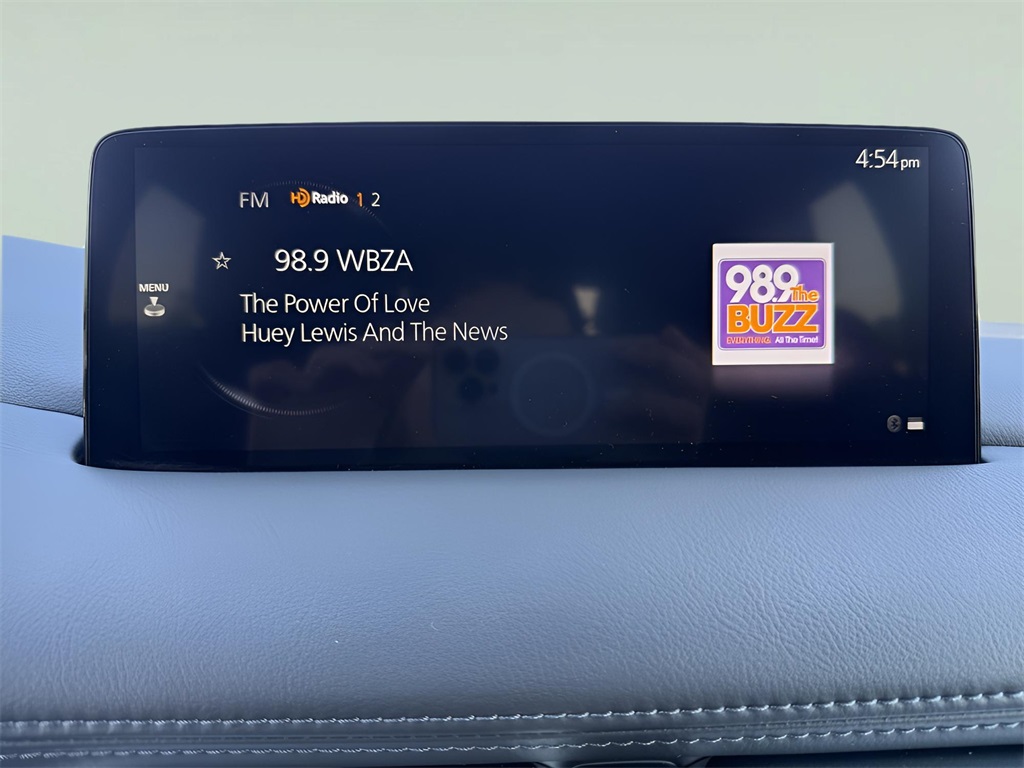 4:54pm
FM HD Radio 1 2
98.9 WBZA
MENU
The Power Of Love
Huey Lewis And The News
98.9 The
BUZZ
EVERYTHING. All The Time!